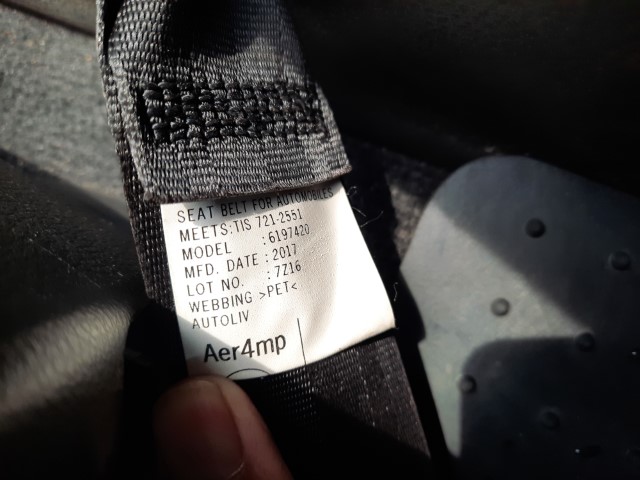 SEAT BELT FOR AUTOMOBILES
MEETS:TIS 721-2551
MODEL :6197420
MFD. DATE : 2017
LOT NO. : 7Z16
WEBBING >PET<
AUTOLIV
Aer4mp